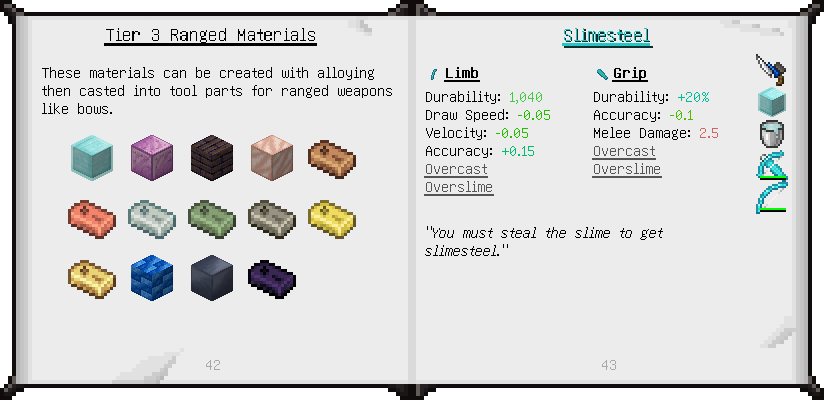 Tier 3 Ranged Materials
These materials can be created with alloying
then casted into tool parts for ranged weapons
like bows.
42
Slimesteel
Limb
Durability: 1,040
Draw Speed: -0.05
Velocity: -0.05
Accuracy: +0.15
Overcast
Overslime
Grip
Durability: +20%
Accuracy: -0.1
Melee Damage: 2.5
Overcast
Overslime
"You must steal the slime to get
slimesteel."
43